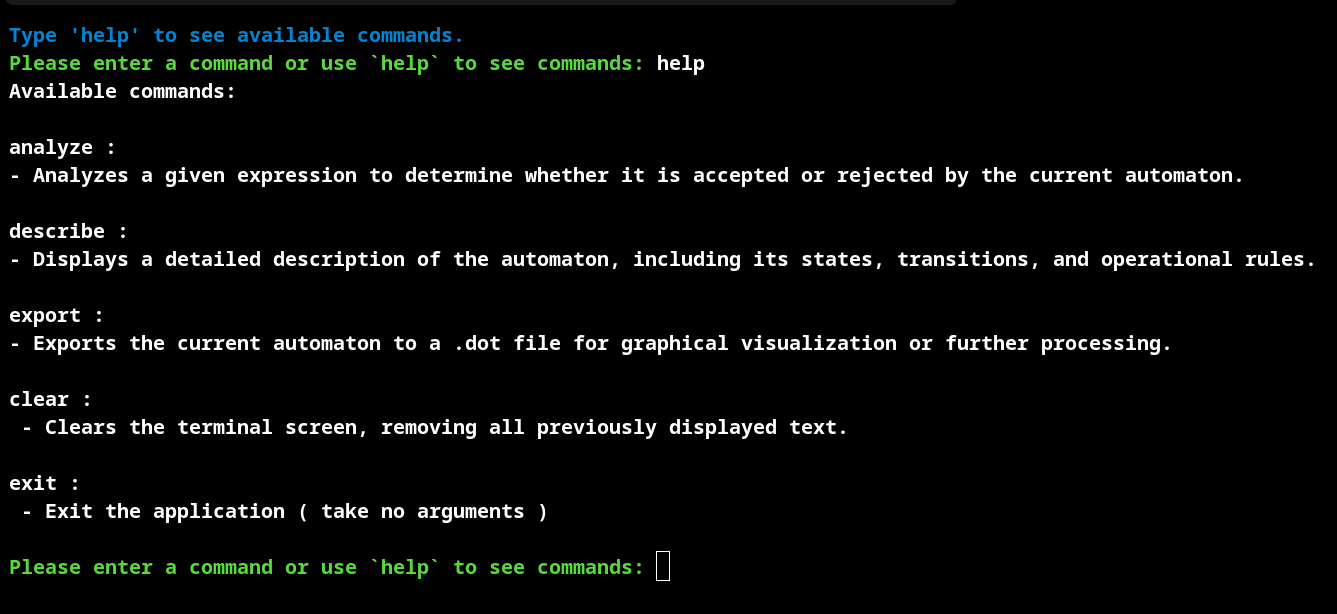 Type 'help' to see available commands.
Please enter a command or use `help` to see commands: help
Available commands:
analyze :
- Analyzes a given expression to determine whether it is accepted or rejected by the current automaton.
describe :
- Displays a detailed description of the automaton, including its states, transitions, and operational rules.
export :
- Exports the current automaton to a .dot file for graphical visualization or further processing.
clear :
- Clears the terminal screen, removing all previously displayed text.
exit :
- Exit the application ( take no arguments )
Please enter a command or use `help` to see commands: